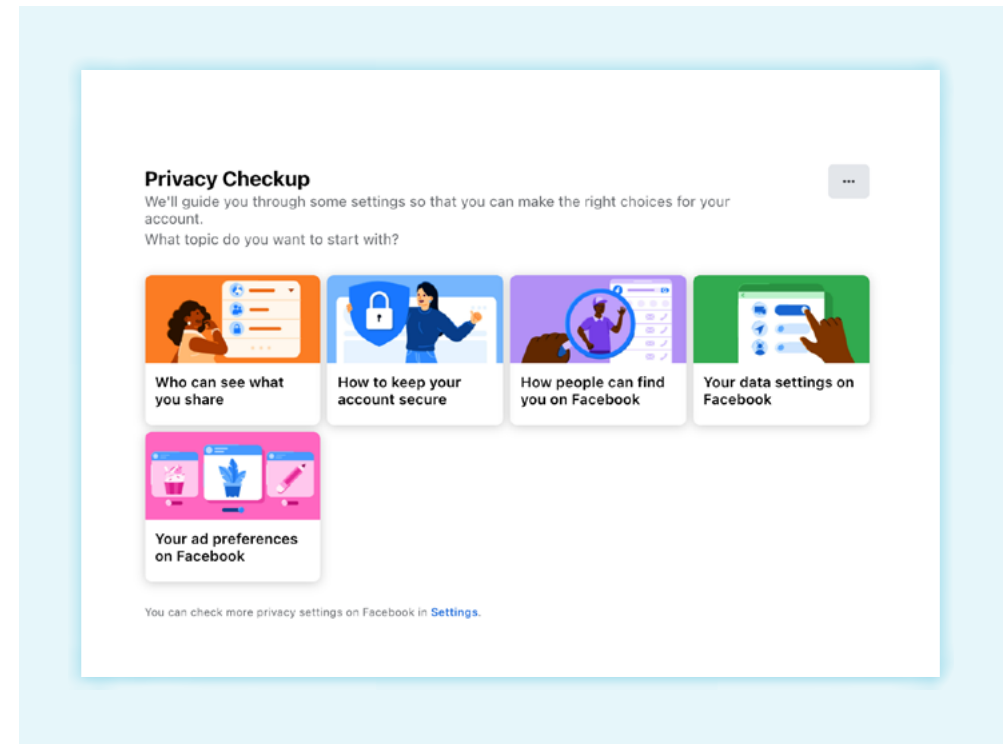 Privacy Checkup
We'll guide you through some settings so that you can make the right choices for your
account.
What topic do you want to start with?
Who can see what
you share
How to keep your
account secure
How people can find
you on Facebook
Your data settings on
Facebook
Your ad preferences
on Facebook
You can check more privacy settings on Facebook in Settings.